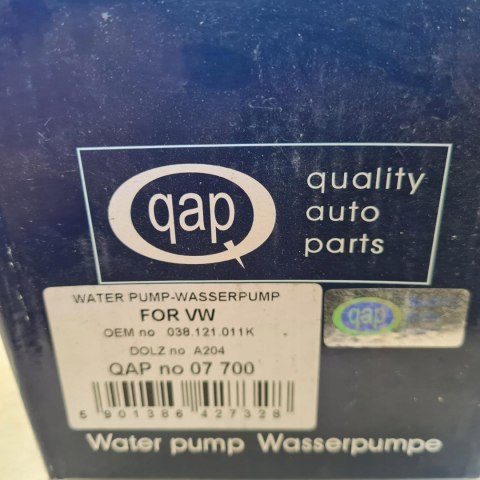 qap
quality
auto
parts
WATER PUMP-WASSERPUMP
FOR VW
OEM no 038.121.011K
DOLZ no A204
QAP no 07 700
5 901386 427328
qap
Water pump Wasserpumpe